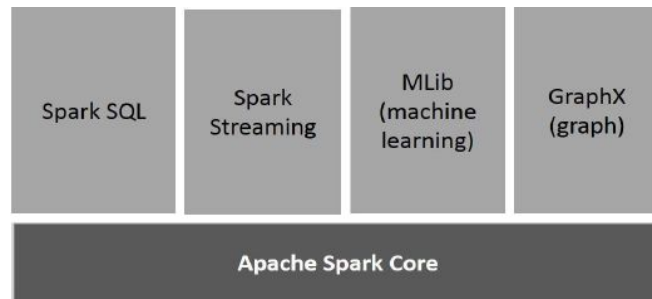 Spark SQL
Spark
Streaming
MLib
(machine
learning)
GraphX
(graph)
Apache Spark Core